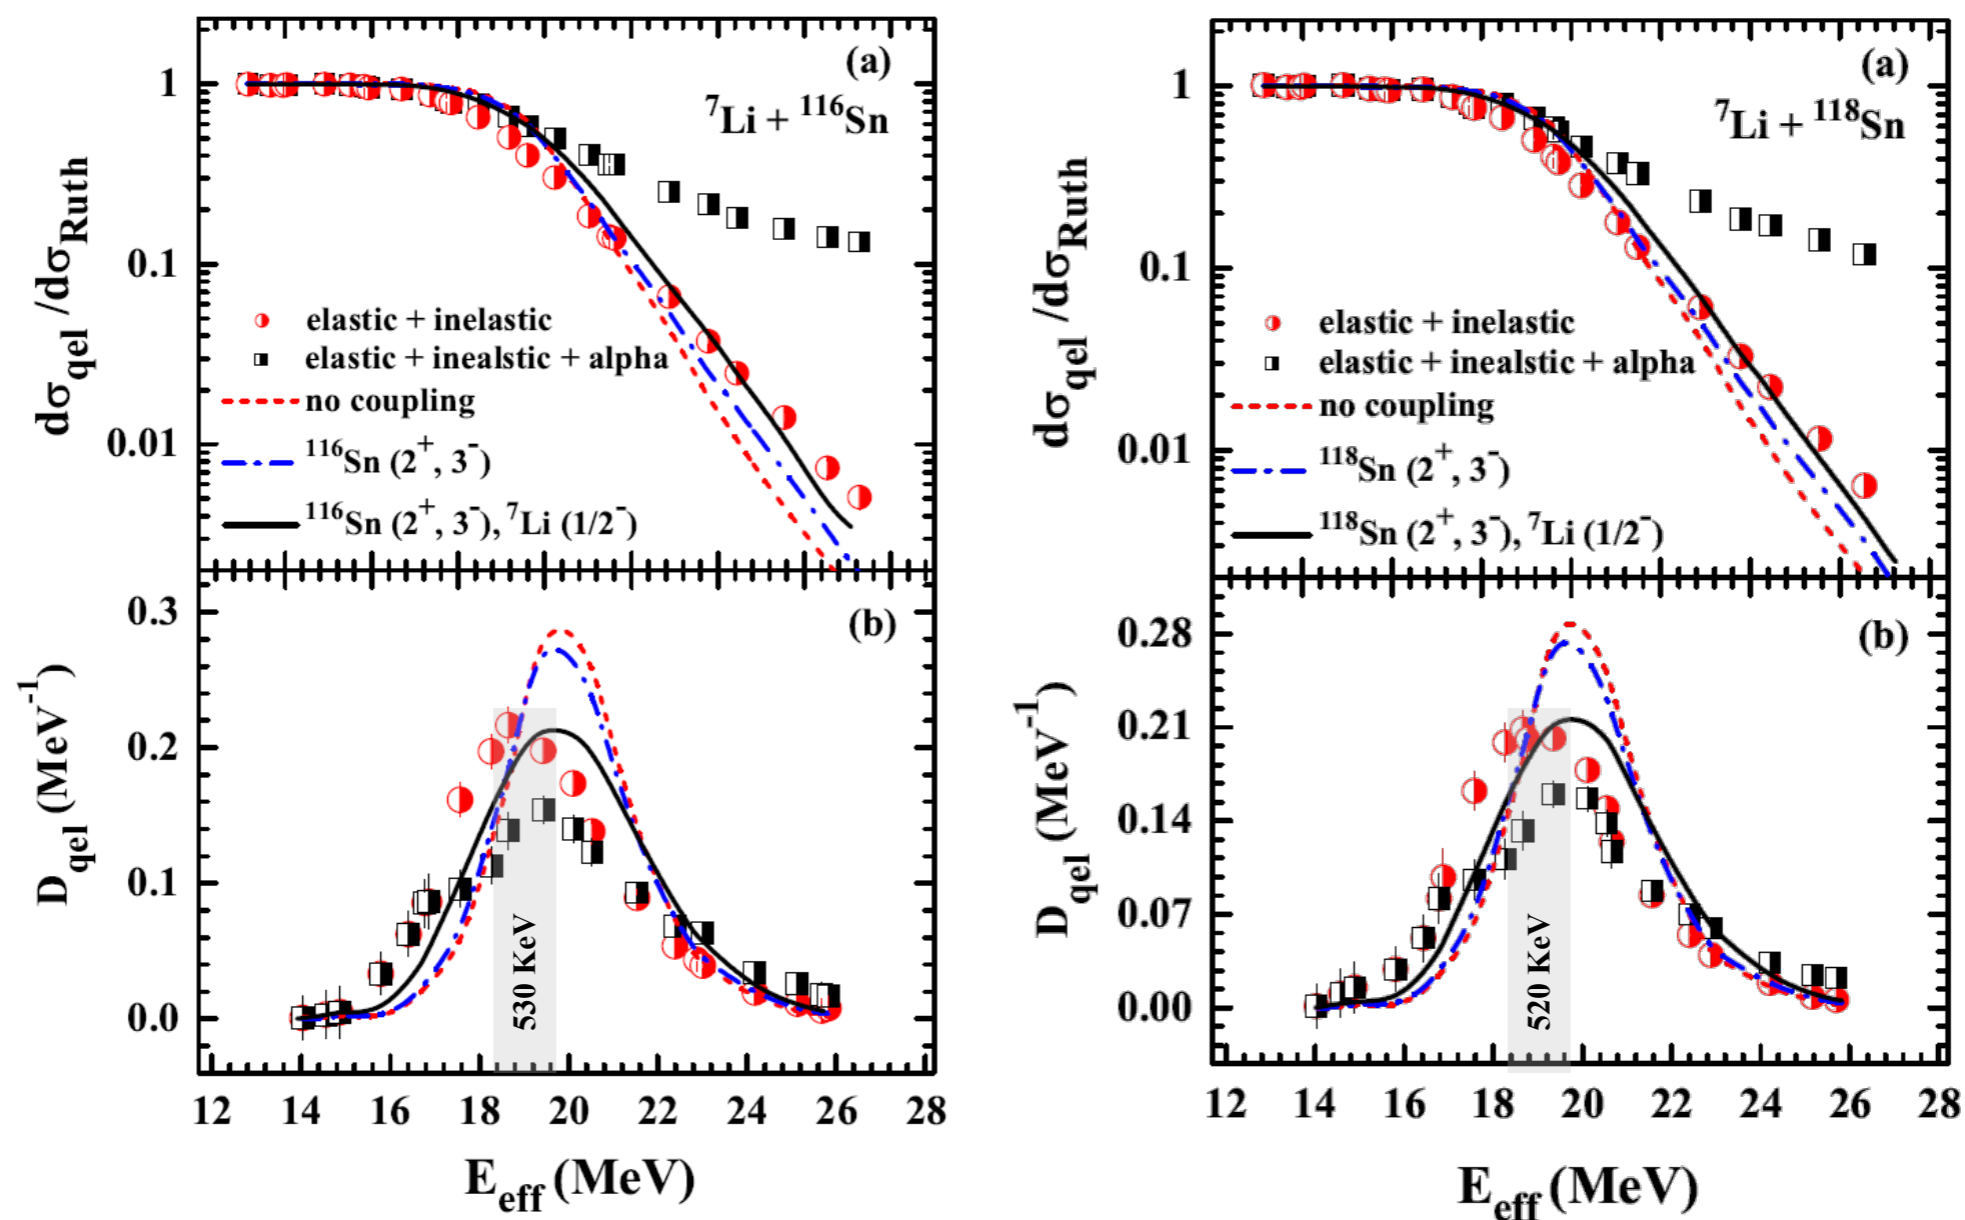 (a)
⁷Li + ¹¹⁶Sn
dσqel /dσRuth
1
0.1
0.01
elastic + inelastic
elastic + inealstic + alpha
no coupling
¹¹⁶Sn (2⁺, 3⁻)
¹¹⁶Sn (2⁺, 3⁻), ⁷Li (1/2⁻)
(b)
Dqel (MeV⁻¹)
0.3
0.2
0.1
0.0
530 KeV
12 14 16 18 20 22 24 26 28
Eeff (MeV)
(a)
⁷Li + ¹¹⁸Sn
dσqel /dσRuth
1
0.1
0.01
elastic + inelastic
elastic + inealstic + alpha
no coupling
¹¹⁸Sn (2⁺, 3⁻)
¹¹⁸Sn (2⁺, 3⁻), ⁷Li (1/2⁻)
(b)
Dqel (MeV⁻¹)
0.28
0.21
0.14
0.07
0.00
520 KeV
12 14 16 18 20 22 24 26 28
Eeff (MeV)